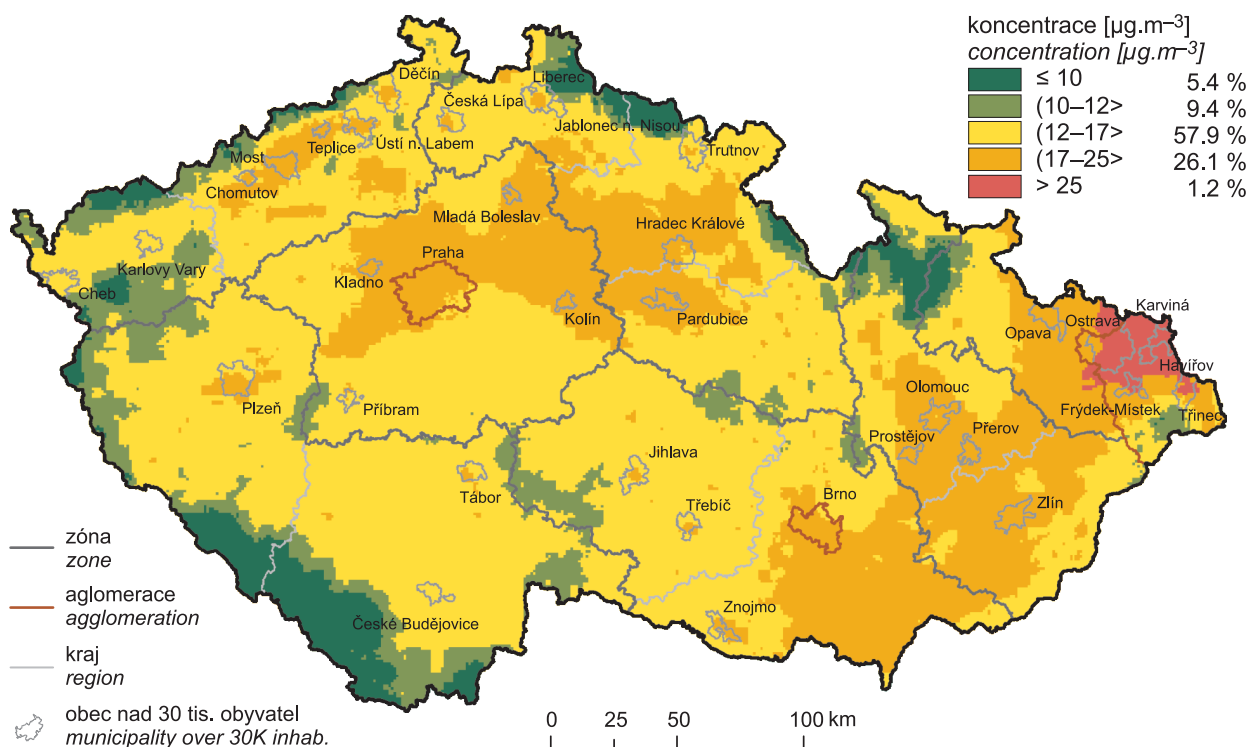 koncentrace [µg.m–3]
concentration [µg.m–3]
≤ 10 5.4 %
(10–12> 9.4 %
(12–17> 57.9 %
(17–25> 26.1 %
> 25 1.2 %
Děčín
Liberec
Česká Lípa
Jablonec n. Nisou
Teplice
Ústí n. Labem
Trutnov
Most
Chomutov
Mladá Boleslav
Hradec Králové
Praha
Karlovy Vary
Kladno
Cheb
Kolín
Pardubice
Karviná
Ostrava
Opava
Havířov
Olomouc
Frýdek-Místek
Třinec
Plzeň
Příbram
Prostějov
Přerov
Jihlava
Tábor
Třebíč
Brno
Zlín
České Budějovice
Znojmo
zóna
zone
aglomerace
agglomeration
kraj
region
obec nad 30 tis. obyvatel
municipality over 30K inhab.
0 25 50 100 km